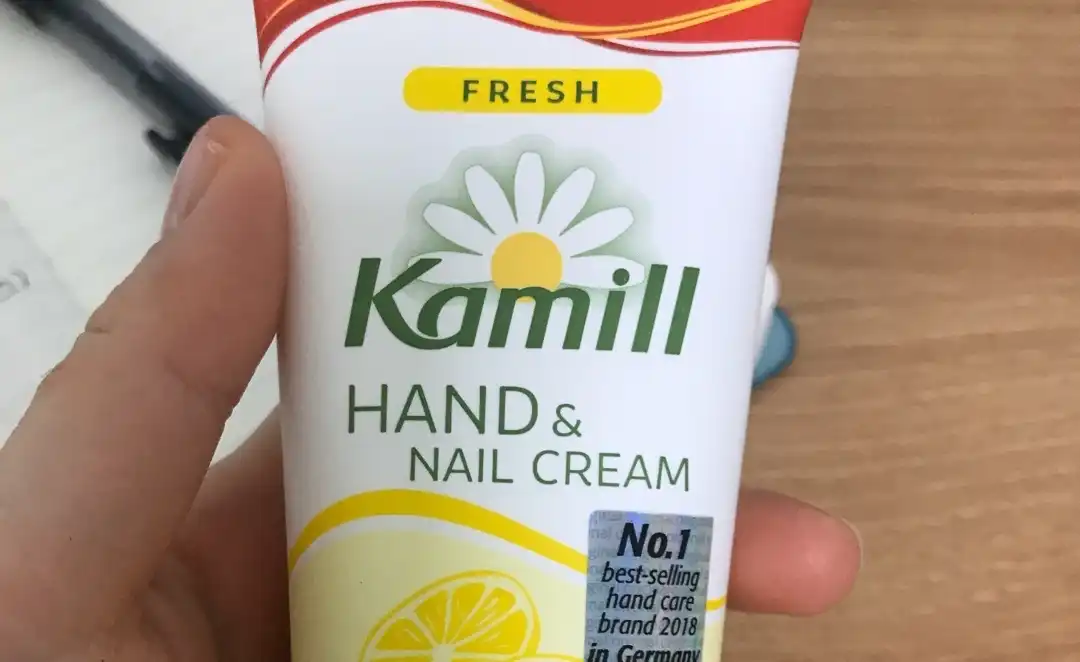 FRESH
Kamill
HAND &
NAIL CREAM
No.1
best-selling
hand care
brand 2018
in Germany